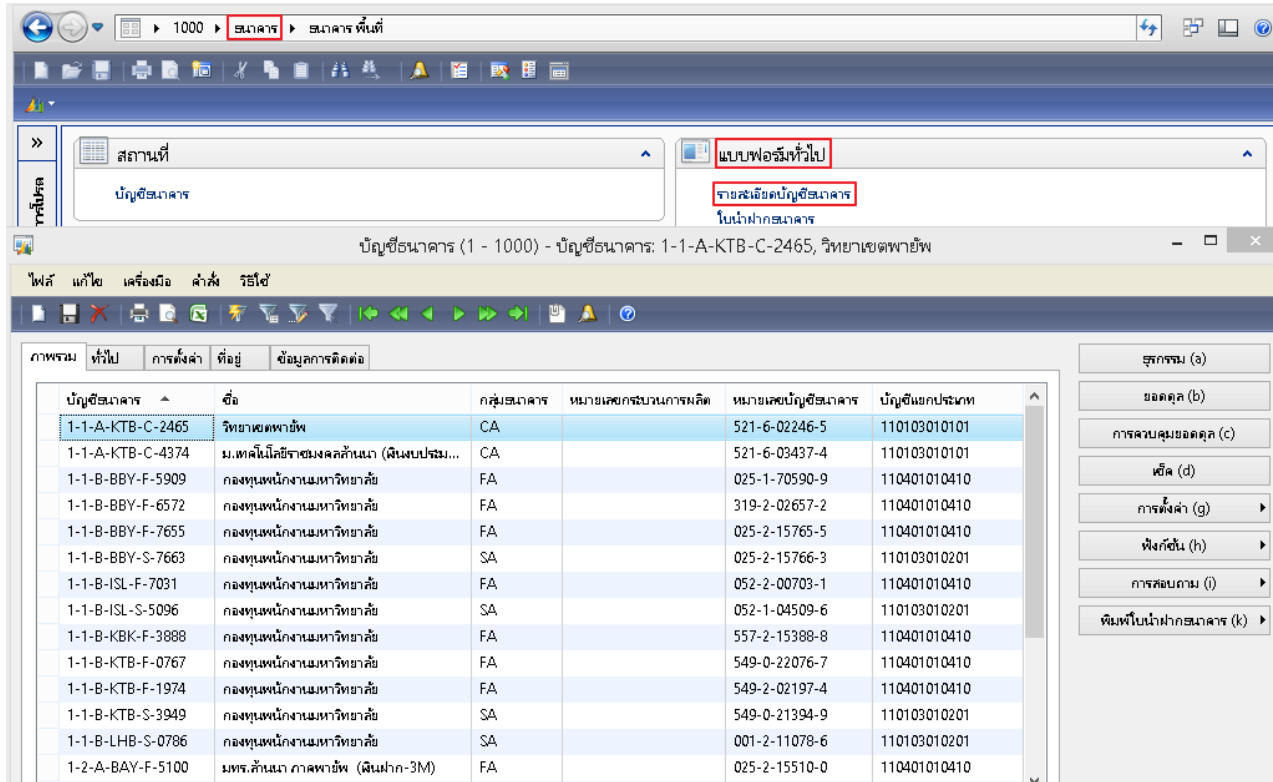 1000 ธนาคาร ธนาคาร พื้นที่
สถานที่
แบบฟอร์มทั่วไป
บัญชีธนาคาร
รายละเอียดบัญชีธนาคาร
ใบนำฝากธนาคาร
บัญชีธนาคาร (1 - 1000) - บัญชีธนาคาร: 1-1-A-KTB-C-2465, วิทยาเขตพายัพ
ไฟล์ แก้ไข เครื่องมือ คำสั่ง วิธีใช้
ภาพรวม ทั่วไป การตั้งค่า ที่อยู่ ข้อมูลการติดต่อ
บัญชีธนาคาร ชื่อ กลุ่มธนาคาร หมายเลขกระบวนการผลิต หมายเลขบัญชีธนาคาร บัญชีแยกประเภท
1-1-A-KTB-C-2465 วิทยาเขตพายัพ CA 521-6-02246-5 110103010101
1-1-A-KTB-C-4374 ม.เทคโนโลยีราชมงคลล้านนา (เงินงบประม... CA 521-6-03437-4 110103010101
1-1-B-BBY-F-5909 กองทุนพนักงานมหาวิทยาลัย FA 025-1-70590-9 110401010410
1-1-B-BBY-F-6572 กองทุนพนักงานมหาวิทยาลัย FA 319-2-02657-2 110401010410
1-1-B-BBY-F-7655 กองทุนพนักงานมหาวิทยาลัย FA 025-2-15765-5 110401010410
1-1-B-BBY-S-7663 กองทุนพนักงานมหาวิทยาลัย SA 025-2-15766-3 110103010201
1-1-B-ISL-F-7031 กองทุนพนักงานมหาวิทยาลัย FA 052-2-00703-1 110401010410
1-1-B-ISL-S-5096 กองทุนพนักงานมหาวิทยาลัย SA 052-1-04509-6 110103010201
1-1-B-KBK-F-3888 กองทุนพนักงานมหาวิทยาลัย FA 557-2-15388-8 110401010410
1-1-B-KTB-F-0767 กองทุนพนักงานมหาวิทยาลัย FA 549-0-22076-7 110401010410
1-1-B-KTB-F-1974 กองทุนพนักงานมหาวิทยาลัย FA 549-2-02197-4 110401010410
1-1-B-KTB-S-3949 กองทุนพนักงานมหาวิทยาลัย SA 549-0-21394-9 110103010201
1-1-B-LHB-S-0786 กองทุนพนักงานมหาวิทยาลัย SA 001-2-11078-6 110103010201
1-2-A-BAY-F-5100 มทร.ล้านนา ภาคพายัพ (เงินฝาก-3M) FA 025-2-15510-0 110401010410
ธุรกรรม (a)
ยอดดุล (b)
การควบคุมยอดดุล (c)
เช็ค (d)
การตั้งค่า (g)
ฟังก์ชัน (h)
การสอบถาม (i)
พิมพ์ใบนำฝากธนาคาร (k)